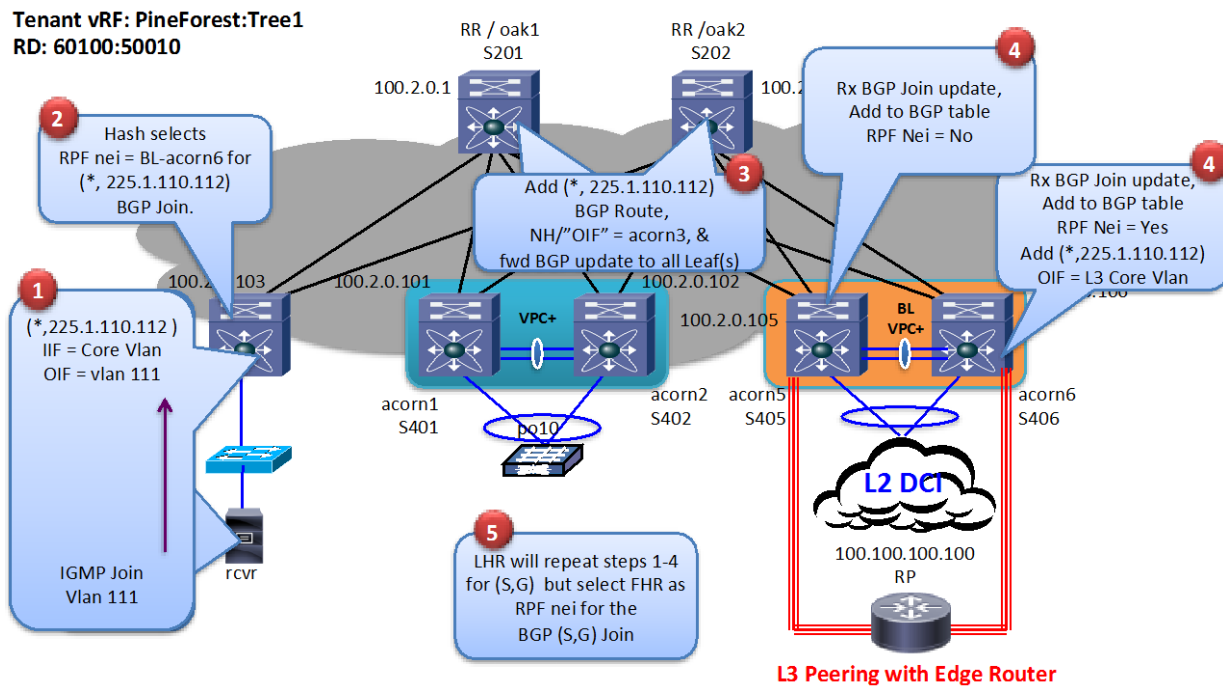 Tenant vRF: PineForest:Tree1
RD: 60100:50010
RR / oak1
S201
RR /oak2
S202
100.2.0.1
100.2
4
Rx BGP Join update,
Add to BGP table
RPF Nei = No
2
Hash selects
RPF nei = BL-acorn6 for
(*, 225.1.110.112)
BGP Join.
3
Add (*, 225.1.110.112)
BGP Route,
NH/”OIF” = acorn3, &
fwd BGP update to all Leaf(s)
4
Rx BGP Join update,
Add to BGP table
RPF Nei = Yes
Add (*,225.1.110.112)
OIF = L3 Core Vlan
1
(*,225.1.110.112 )
IIF = Core Vlan
OIF = vlan 111
IGMP Join
Vlan 111
103
100.2.0.101
100.2.0.102
100.2.0.105
VPC+
BL
VPC+
acorn1
S401
acorn2
S402
acorn5
S405
acorn6
S406
po10
L2 DCI
rcvr
5
LHR will repeat steps 1-4
for (S,G) but select FHR as
RPF nei for the
BGP (S,G) Join
100.100.100.100
RP
L3 Peering with Edge Router